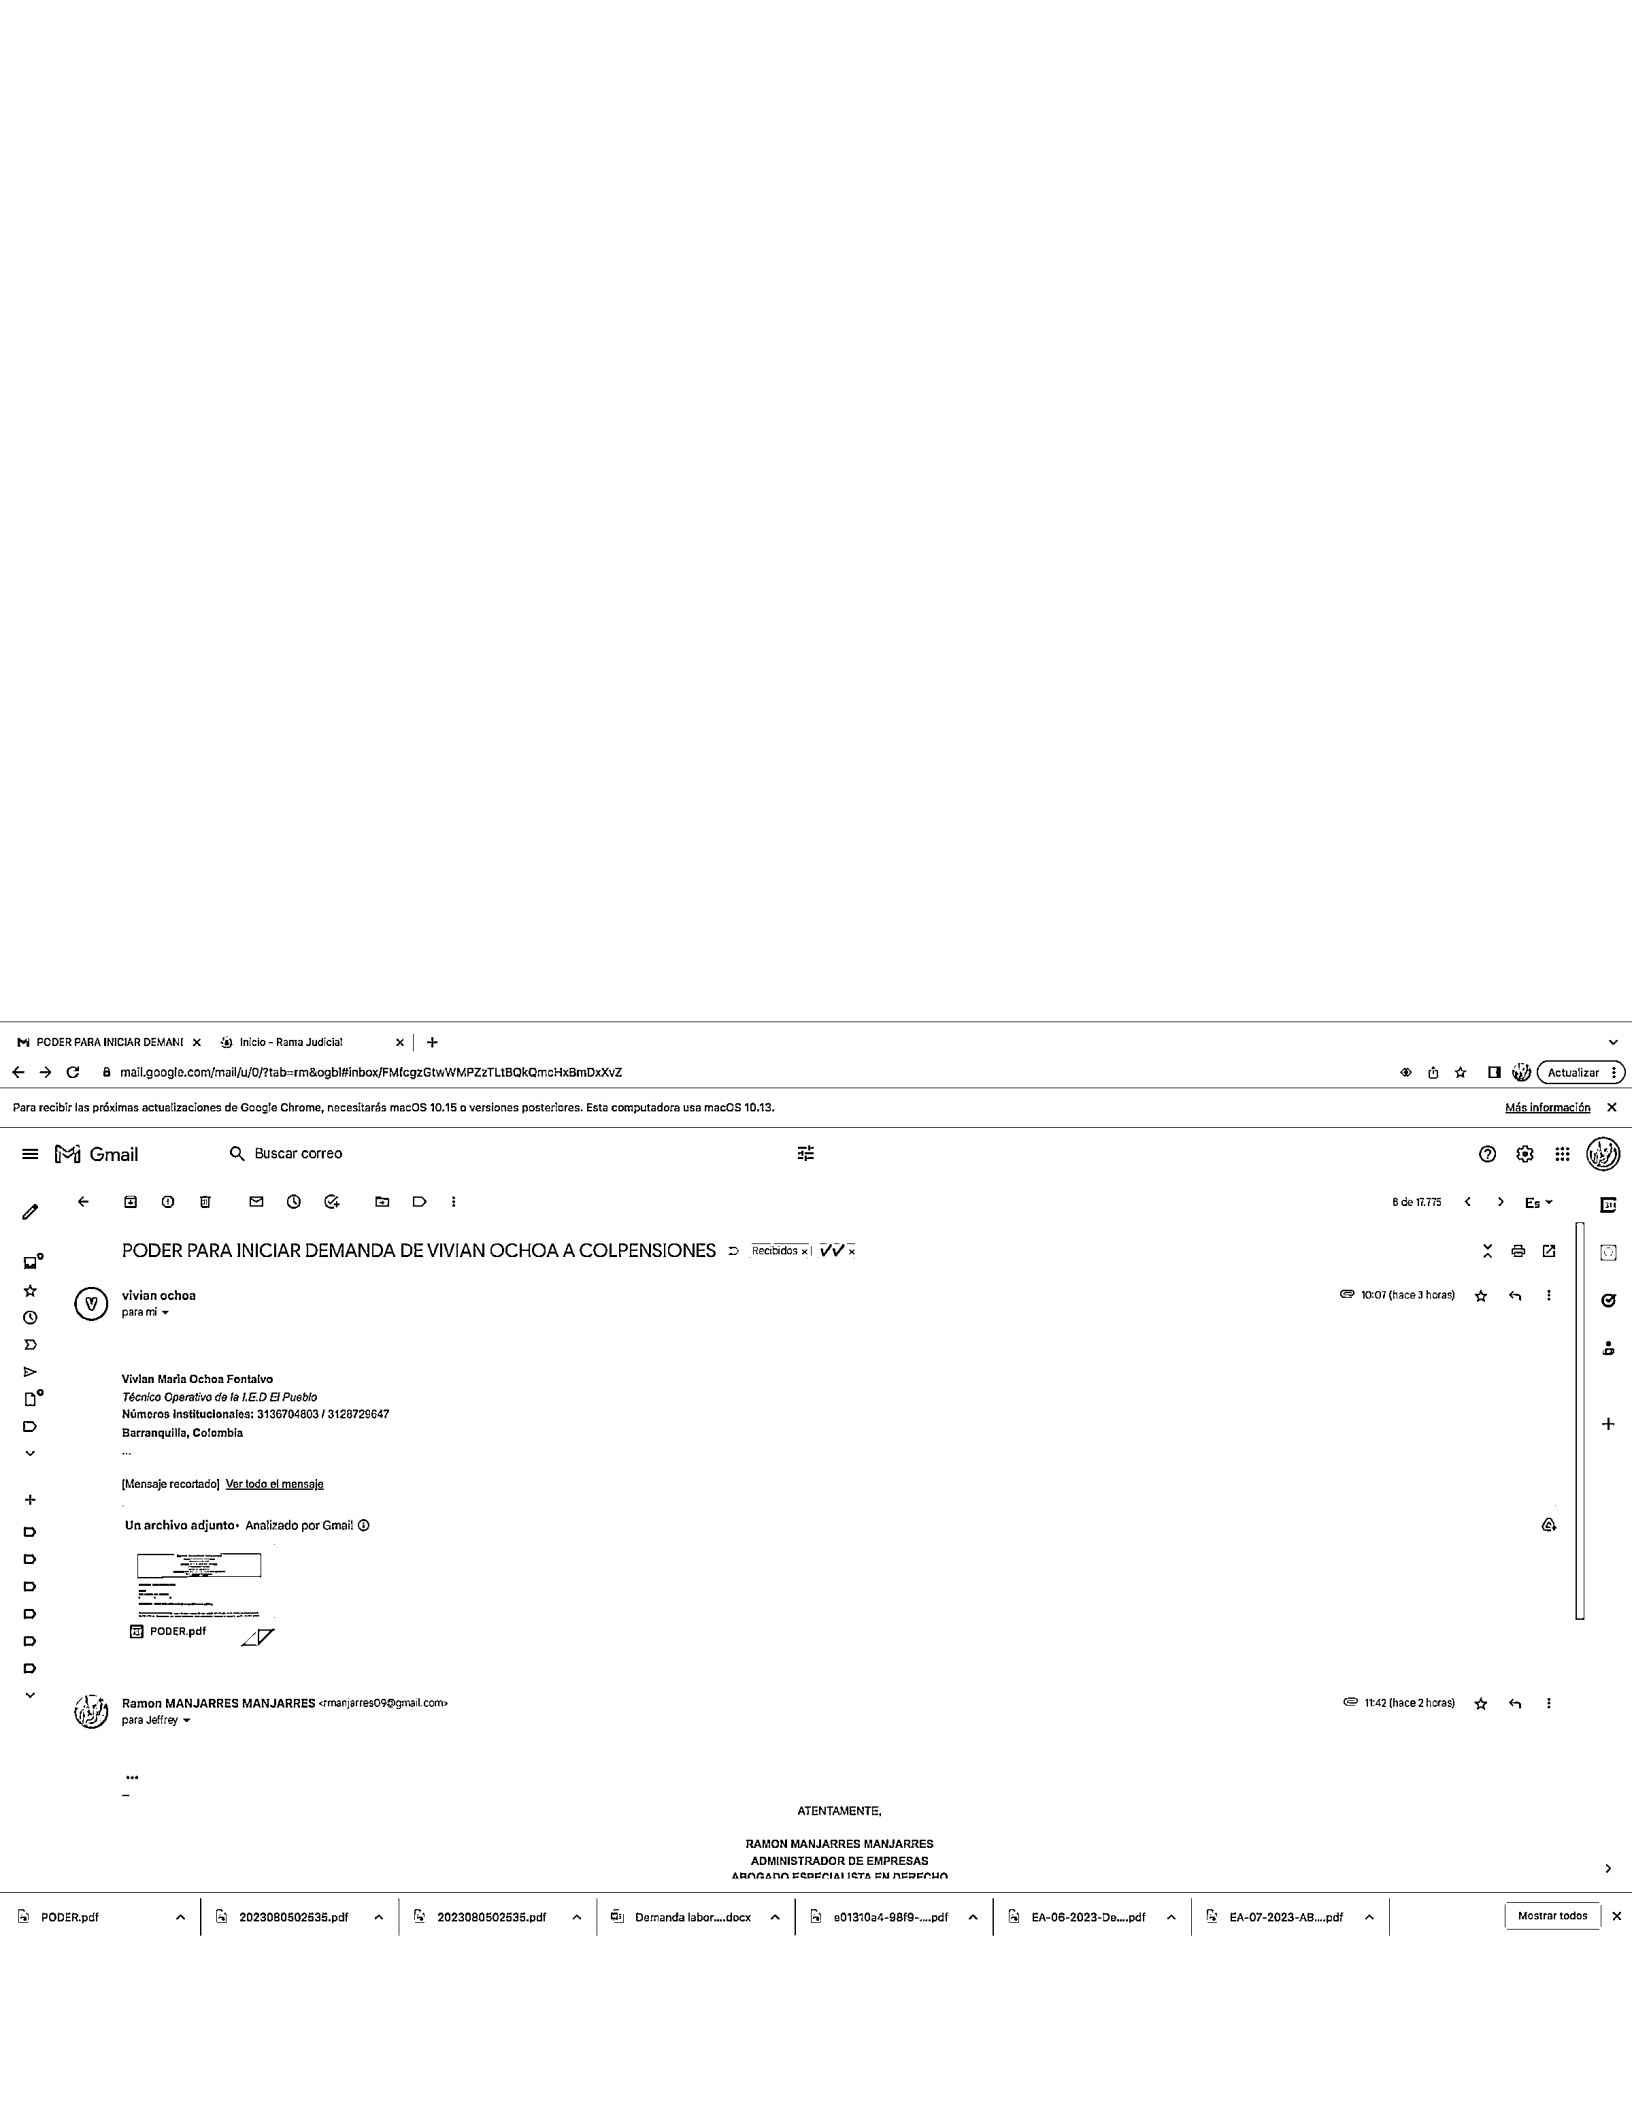 PODER PARA INICIAR DEMAN
Inicio - Rama Judicial
mail.google.com/mail/u/0/?tab=rm&ogbl#inbox/FMfcgzGtwWMPZzTLtBQkQmcHxBmDxXvZ
Actualizar
Para recibir las próximas actualizaciones de Google Chrome, necesitarás macOS 10.15 o versiones posteriores. Esta computadora usa macOS 10.13.
Más información
Gmail
Buscar correo
6 de 17.775
Es
PODER PARA INICIAR DEMANDA DE VIVIAN OCHOA A COLPENSIONES
Recibidos x
vivian ochoa
10:07 (hace 3 horas)
para mí
Vivian María Ochoa Fontalvo
Técnico Operativo de la I.E.D El Pueblo
Números institucionales: 3136704803 / 3128729647
Barranquilla, Colombia
...
[Mensaje recortado] Ver todo el mensaje
Un archivo adjunto • Analizado por Gmail
PODER.pdf
Ramon MANJARRES MANJARRES <rmanjarres09@gmail.com>
11:42 (hace 2 horas)
para Jeffrey
...
--
ATENTAMENTE,
RAMON MANJARRES MANJARRES
ADMINISTRADOR DE EMPRESAS
ABOGADO ESPECIALISTA EN DERECHO
PODER.pdf
2023080502535.pdf
2023080502535.pdf
Demanda labor....docx
e01310a4-98f9-....pdf
EA-06-2023-De....pdf
EA-07-2023-AB....pdf
Mostrar todos